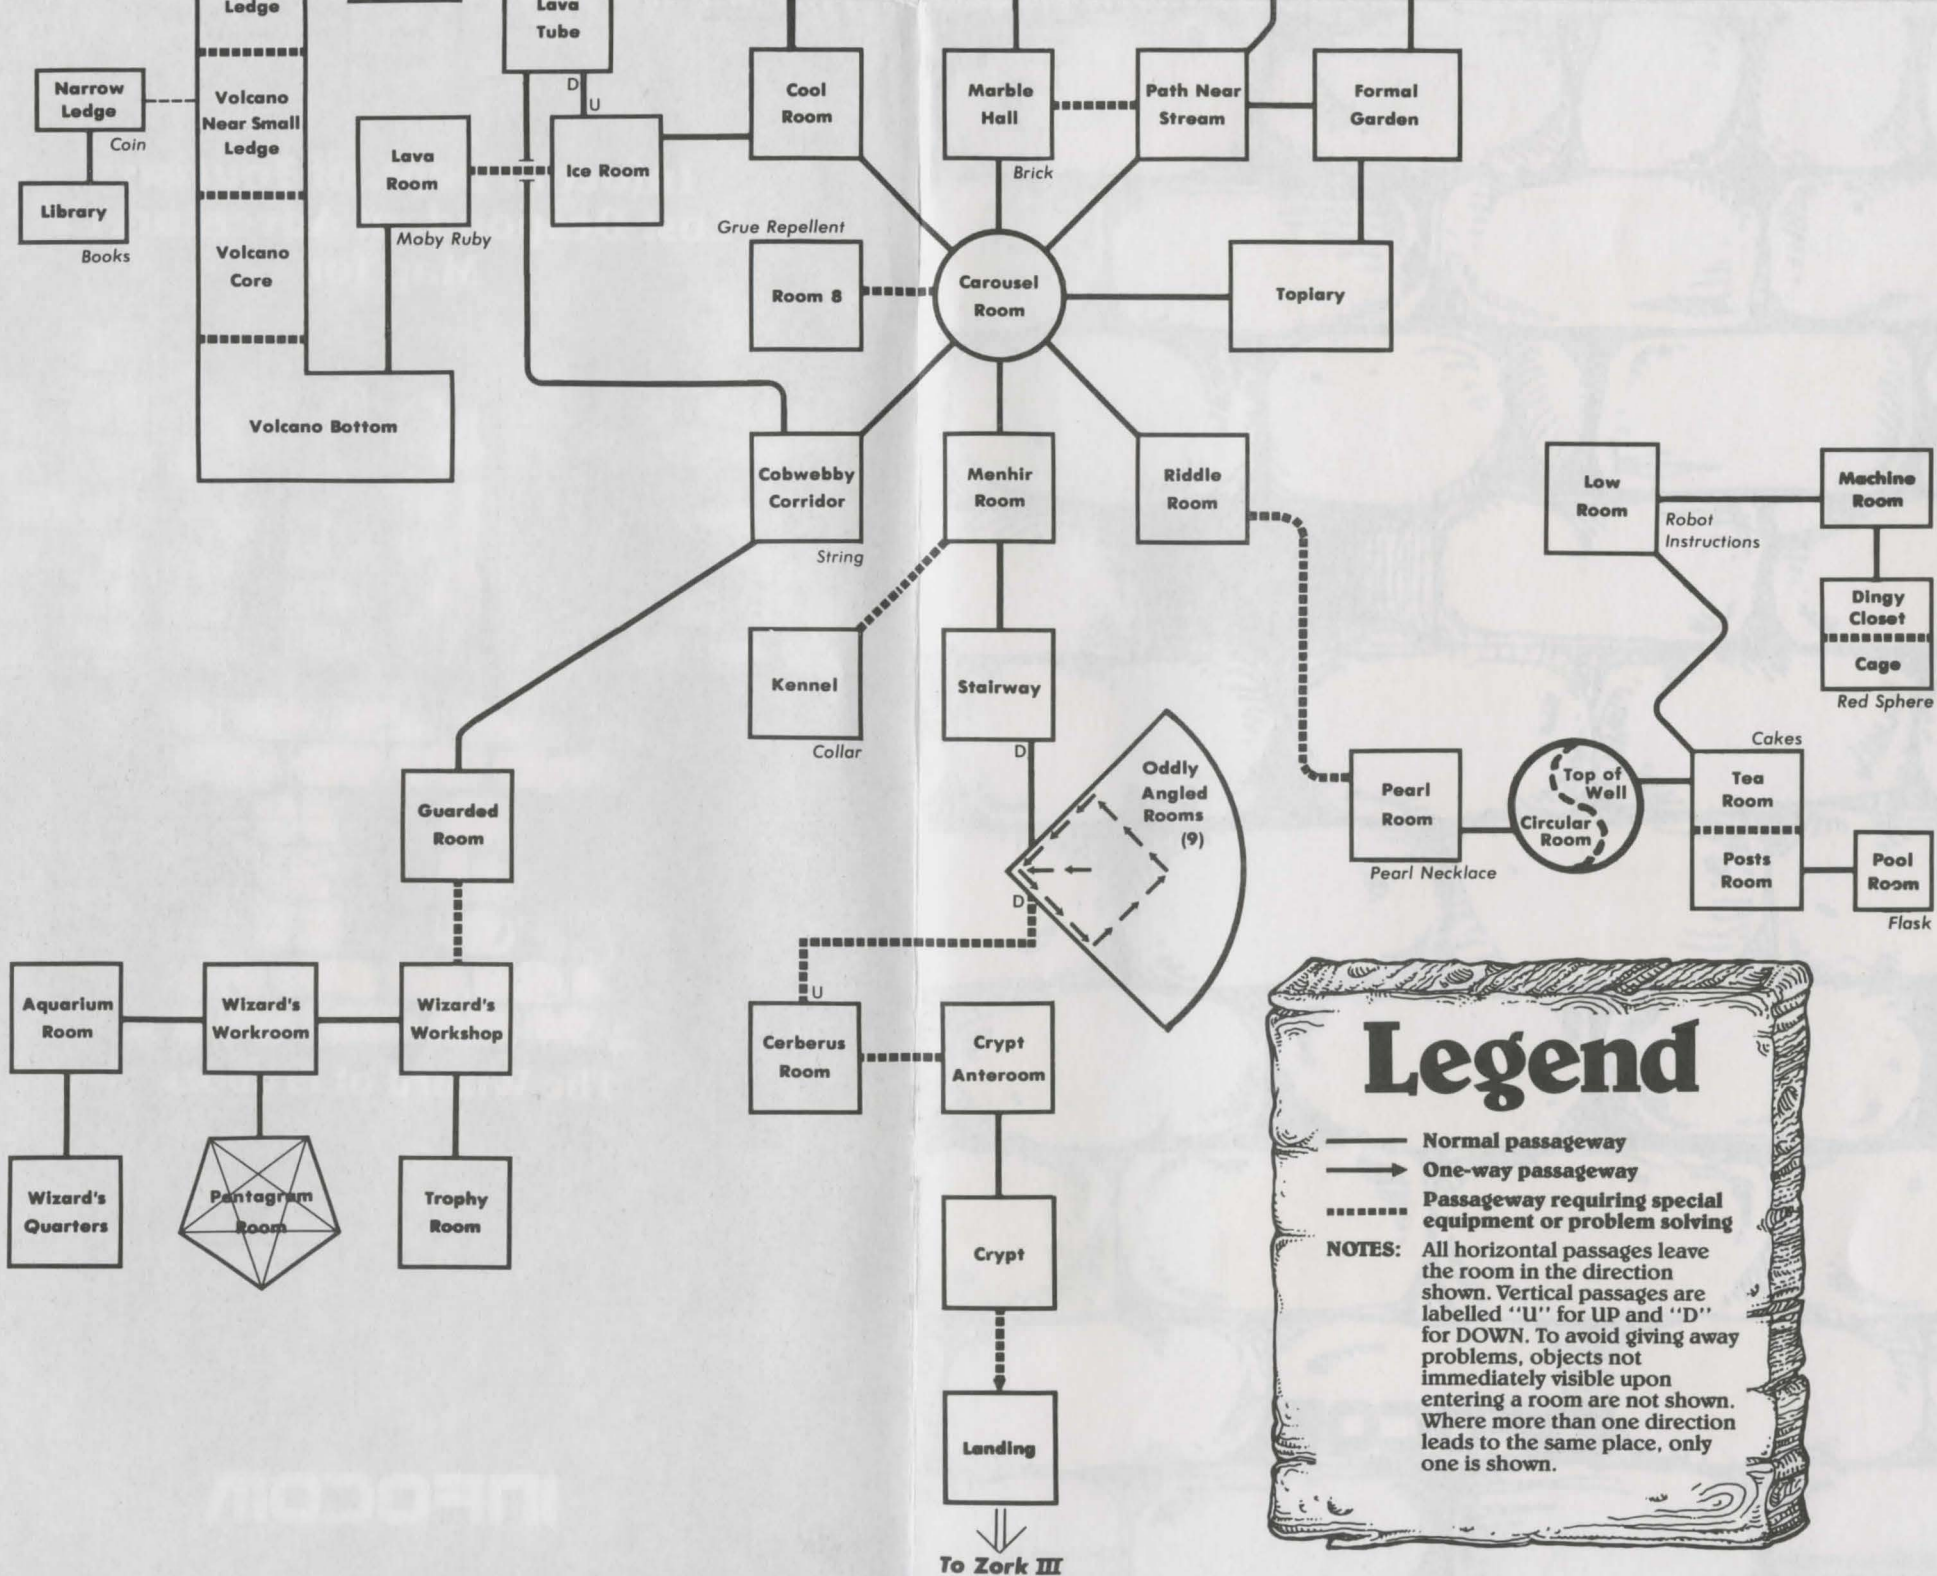 Ledge
Lava
Tube
Narrow
Ledge
Coin
Volcano
Near Small
Ledge
Library
Books
Volcano
Core
Volcano Bottom
Lava
Room
Moby Ruby
D
U
Ice Room
Cool
Room
Marble
Hall
Brick
Path Near
Stream
Formal
Garden
Grue Repellent
Room 8
Carousel
Room
Topiary
Cobwebby
Corridor
String
Menhir
Room
Riddle
Room
Low
Room
Robot
Instructions
Machine
Room
Dingy
Closet
Cage
Red Sphere
Kennel
Collar
Stairway
D
Oddly
Angled
Rooms
(9)
D
Guarded
Room
Pearl
Room
Pearl Necklace
Top of
Well
Circular
Room
Cakes
Tea
Room
Posts
Room
Pool
Room
Flask
Aquarium
Room
Wizard's
Workroom
Wizard's
Workshop
U
Cerberus
Room
Crypt
Anteroom
Wizard's
Quarters
Pentagram
Room
Trophy
Room
Crypt
Landing
To Zork III
Legend
Normal passageway
One-way passageway
Passageway requiring special
equipment or problem solving
NOTES: All horizontal passages leave
the room in the direction
shown. Vertical passages are
labelled "U" for UP and "D"
for DOWN. To avoid giving away
problems, objects not
immediately visible upon
entering a room are not shown.
Where more than one direction
leads to the same place, only
one is shown.
INFOCOM